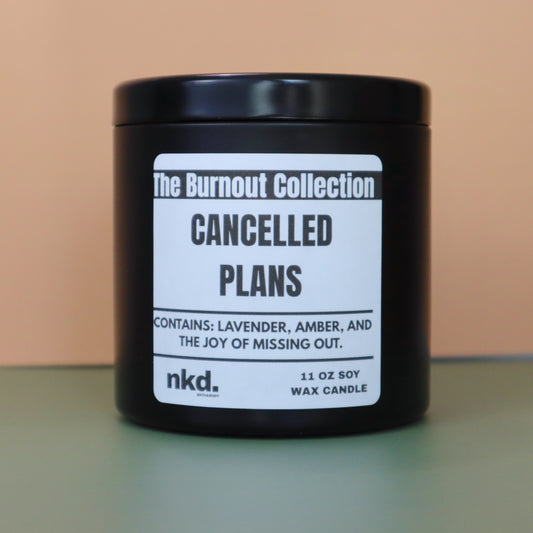 The Burnout Collection
CANCELLED
PLANS
CONTAINS: LAVENDER, AMBER, AND
THE JOY OF MISSING OUT.
nkd.
11 OZ SOY
WAX CANDLE